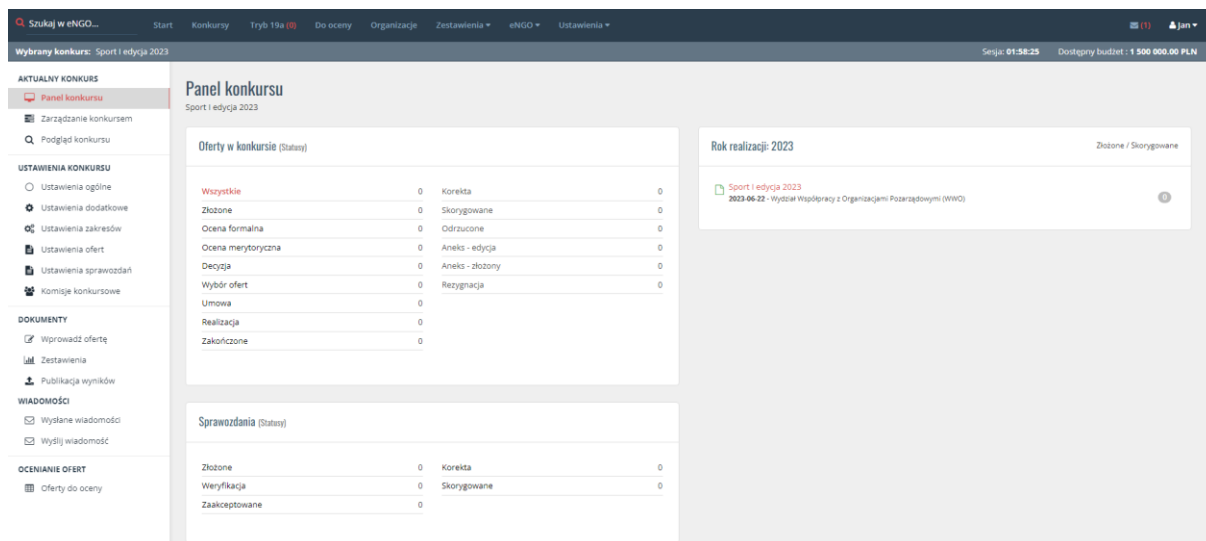 Szukaj w eNGO... Start Konkursy Tryb 19a (0) Do oceny Organizacje Zestawienia eNGO Ustawienia (1) Jan
Wybrany konkurs: Sport I edycja 2023 Sesja: 01:58:25 Dostępny budżet : 1 500 000.00 PLN
AKTUALNY KONKURS
Panel konkursu
Zarządzanie konkursem
Podgląd konkursu
USTAWIENIA KONKURSU
Ustawienia ogólne
Ustawienia dodatkowe
Ustawienia zakresów
Ustawienia ofert
Ustawienia sprawozdań
Komisje konkursowe
DOKUMENTY
Wprowadź ofertę
Zestawienia
Publikacja wyników
WIADOMOŚCI
Wysłane wiadomości
Wyślij wiadomość
OCENIANIE OFERT
Oferty do oceny
Panel konkursu
Sport I edycja 2023
Oferty w konkursie (Statusy)
Wszystkie 0 Korekta 0
Złożone 0 Skorygowane 0
Ocena formalna 0 Odrzucone 0
Ocena merytoryczna 0 Aneks - edycja 0
Decyzja 0 Aneks - złożony 0
Wybór ofert 0 Rezygnacja 0
Umowa 0
Realizacja 0
Zakończone 0
Sprawozdania (Statusy)
Złożone 0 Korekta 0
Weryfikacja 0 Skorygowane 0
Zaakceptowane 0
Rok realizacji: 2023 Złożone / Skorygowane
Sport I edycja 2023
2023-06-22 - Wydział Współpracy z Organizacjami Pozarządowymi (WWO) 0